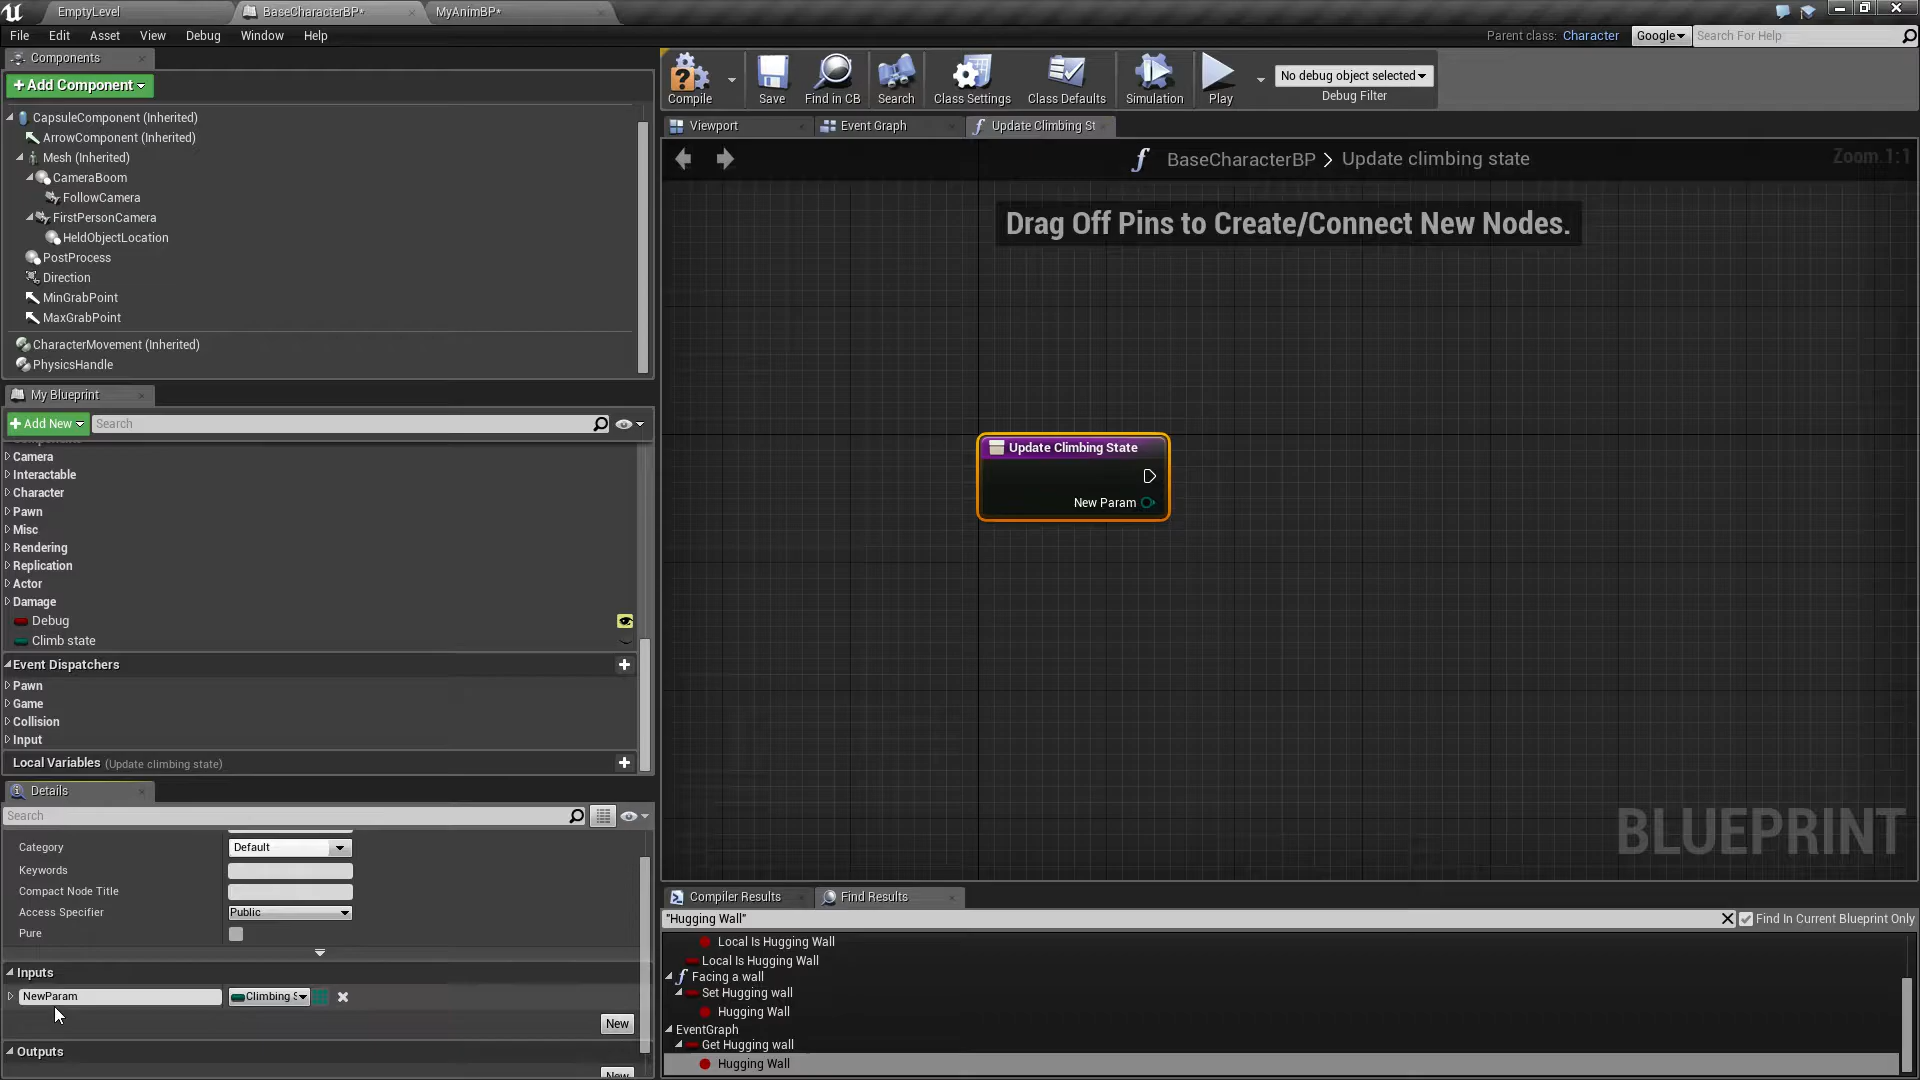 EmptyLevel
BaseCharacterBP*
MyAnimBP*
File Edit Asset View Debug Window Help
Parent class: Character
Google
Search For Help
Components
+Add Component
CapsuleComponent (Inherited)
ArrowComponent (Inherited)
Mesh (Inherited)
CameraBoom
FollowCamera
FirstPersonCamera
HeldObjectLocation
PostProcess
Direction
MinGrabPoint
MaxGrabPoint
CharacterMovement (Inherited)
PhysicsHandle
My Blueprint
+Add New
Search
Camera
Interactable
Character
Pawn
Misc
Rendering
Replication
Actor
Damage
Debug
Climb state
Event Dispatchers
Pawn
Game
Collision
Input
Local Variables (Update climbing state)
Details
Search
Category
Default
Keywords
Compact Node Title
Access Specifier
Public
Pure
Inputs
NewParam
Climbing S
New
Outputs
New
Compile
Save
Find in CB
Search
Class Settings
Class Defaults
Simulation
Play
No debug object selected
Debug Filter
Viewport
Event Graph
Update Climbing St
BaseCharacterBP > Update climbing state
Zoom 1:1
Drag Off Pins to Create/Connect New Nodes.
Update Climbing State
New Param
BLUEPRINT
Compiler Results
Find Results
"Hugging Wall"
Find In Current Blueprint Only
Local Is Hugging Wall
Local Is Hugging Wall
Facing a wall
Set Hugging wall
Hugging Wall
EventGraph
Get Hugging wall
Hugging Wall